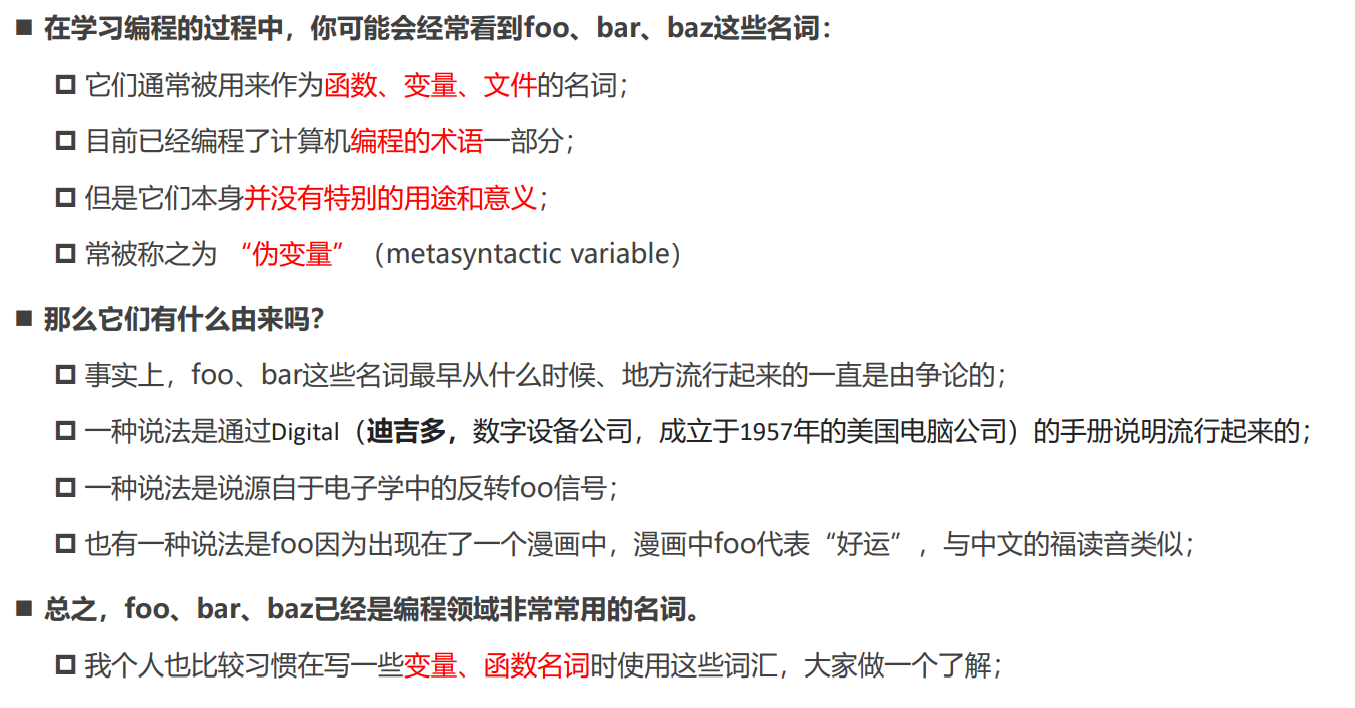 在学习编程的过程中，你可能会经常看到foo、bar、baz这些名词：
它们通常被用来作为函数、变量、文件的名词；
目前已经编程了计算机编程的术语一部分；
但是它们本身并没有特别的用途和意义；
常被称之为 “伪变量” （metasyntactic variable）
那么它们有什么由来吗？
事实上，foo、bar这些名词最早从什么时候、地方流行起来的一直是由争论的；
一种说法是通过Digital（迪吉多，数字设备公司，成立于1957年的美国电脑公司）的手册说明流行起来的；
一种说法是说源自于电子学中的反转foo信号；
也有一种说法是foo因为出现在了一个漫画中，漫画中foo代表“好运”，与中文的福读音类似；
总之，foo、bar、baz已经是编程领域非常常用的名词。
我个人也比较习惯在写一些变量、函数名词时使用这些词汇，大家做一个了解；